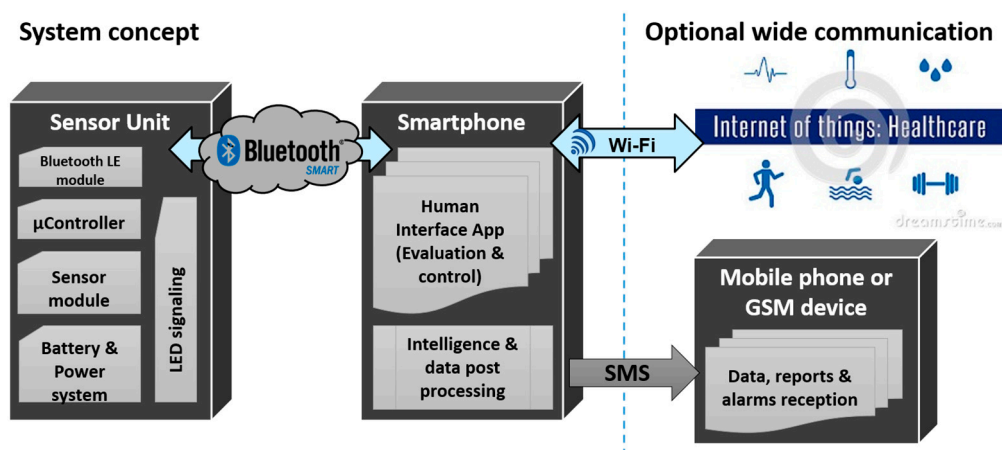 System concept
Optional wide communication
Sensor Unit
Bluetooth LE
module
µController
Sensor
module
Battery &
Power
system
LED signaling
Bluetooth®
SMART
Smartphone
Human
Interface App
(Evaluation &
control)
Intelligence &
data post
processing
Wi-Fi
SMS
Internet of things: Healthcare
dreamstime.com
Mobile phone or
GSM device
Data, reports &
alarms reception